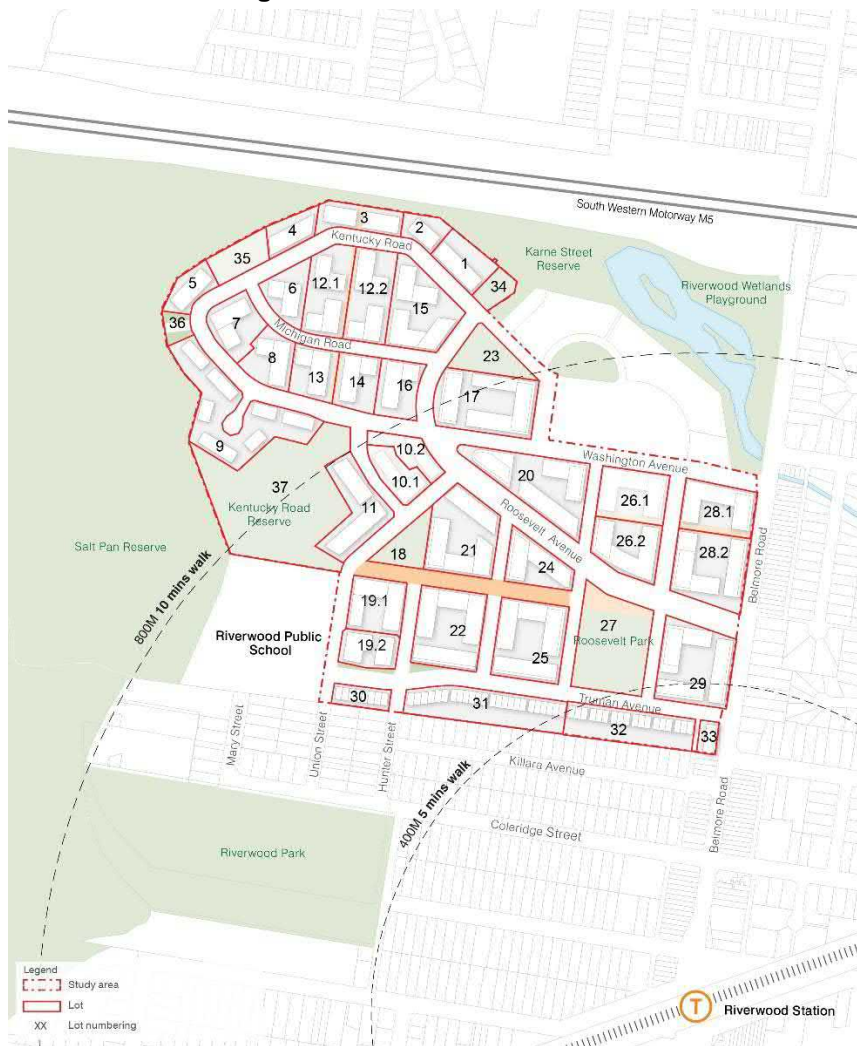 South Western Motorway M5
3
2
4
Kentucky Road
Karne Street
Reserve
35
1
34
Riverwood Wetlands
Playground
5
6
12.1
12.2
15
36
7
Michigan Road
23
8
13
14
16
17
9
10.2
Washington Avenue
20
37
10.1
26.1
28.1
Kentucky Road
Reserve
11
Roosevelt Avenue
Salt Pan Reserve
18
21
26.2
28.2
24
Belmore Road
800M 10 mins walk
19.1
27
Riverwood Public
School
22
Roosevelt Park
19.2
25
29
30
31
Truman Avenue
32
33
Mary Street
Union Street
Hunter Street
Killara Avenue
400M 5 mins walk
Coleridge Street
Belmore Road
Riverwood Park
Legend
Study area
Lot
XX Lot numbering
T Riverwood Station